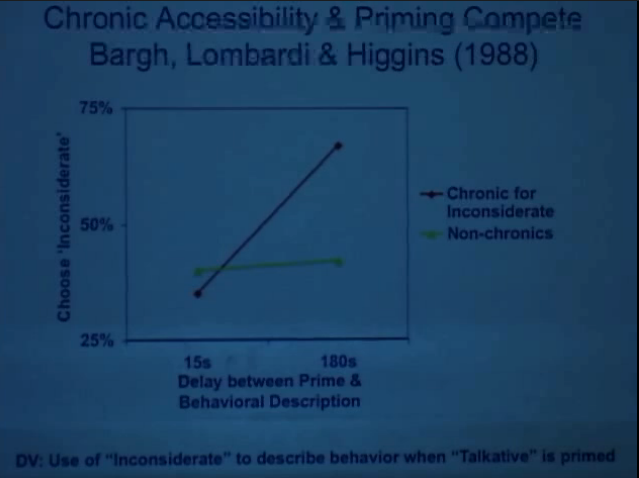 Chronic Accessibility & Priming Compete
Bargh, Lombardi & Higgins (1988)
75%
50%
25%
Choose 'Inconsiderate'
15s
180s
Delay between Prime &
Behavioral Description
Chronic for
Inconsiderate
Non-chronics
DV: Use of "Inconsiderate" to describe behavior when "Talkative" is primed